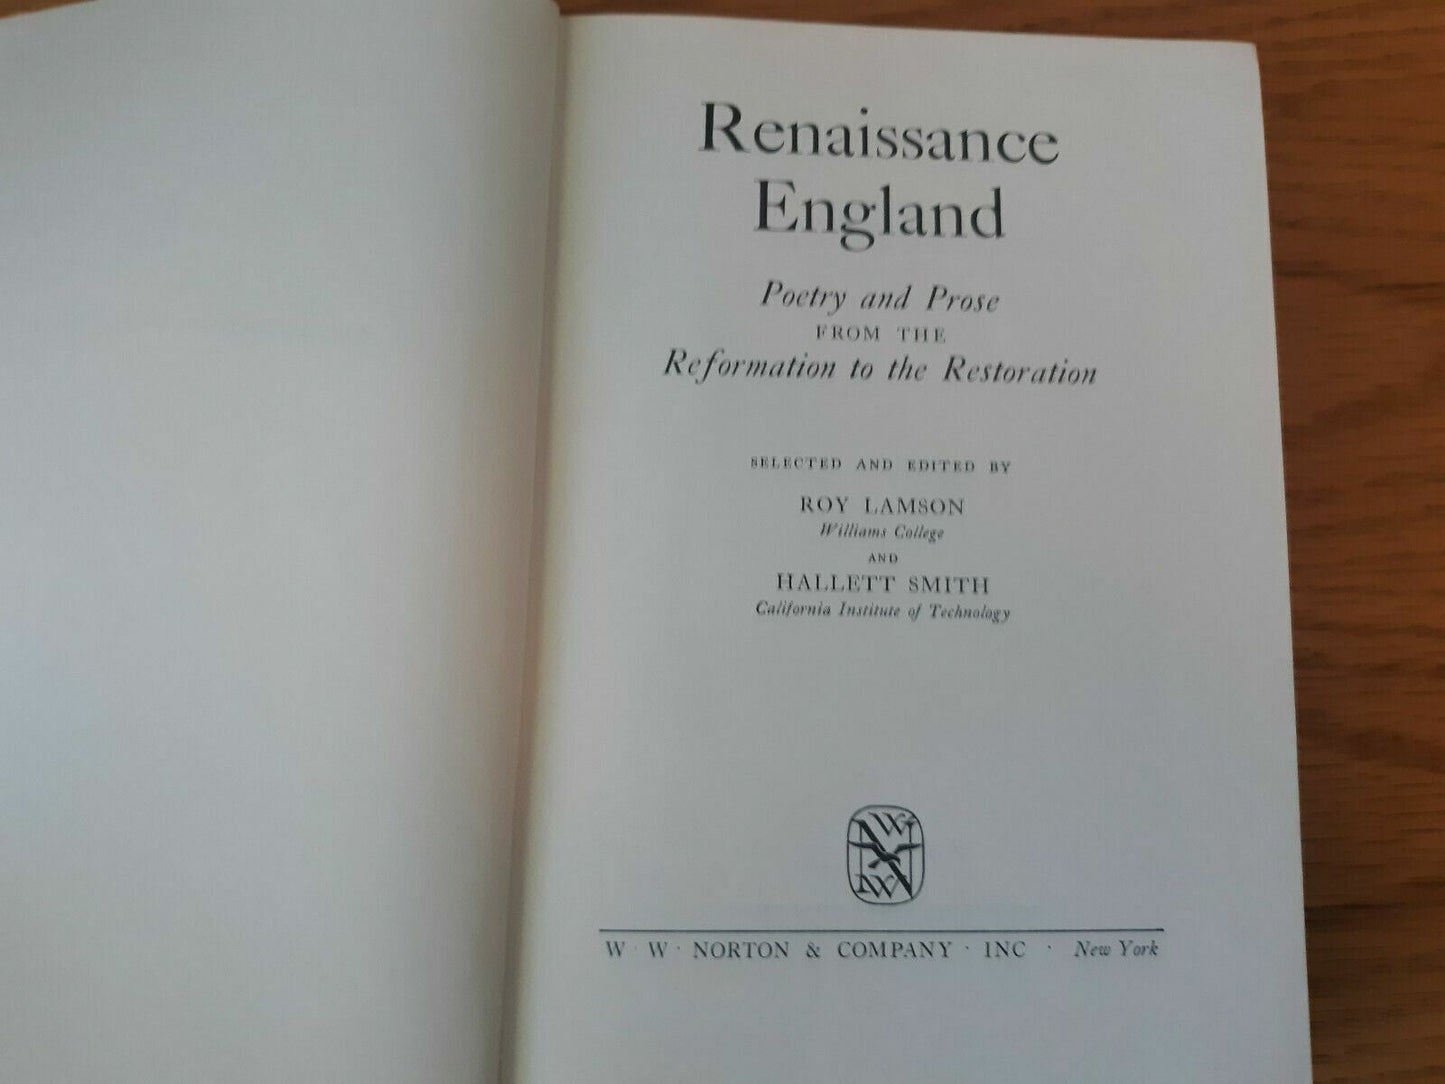 Renaissance
England
Poetry and Prose
FROM THE
Reformation to the Restoration
SELECTED AND EDITED BY
ROY LAMSON
Williams College
AND
HALLETT SMITH
California Institute of Technology
W · W · NORTON & COMPANY · INC · New York